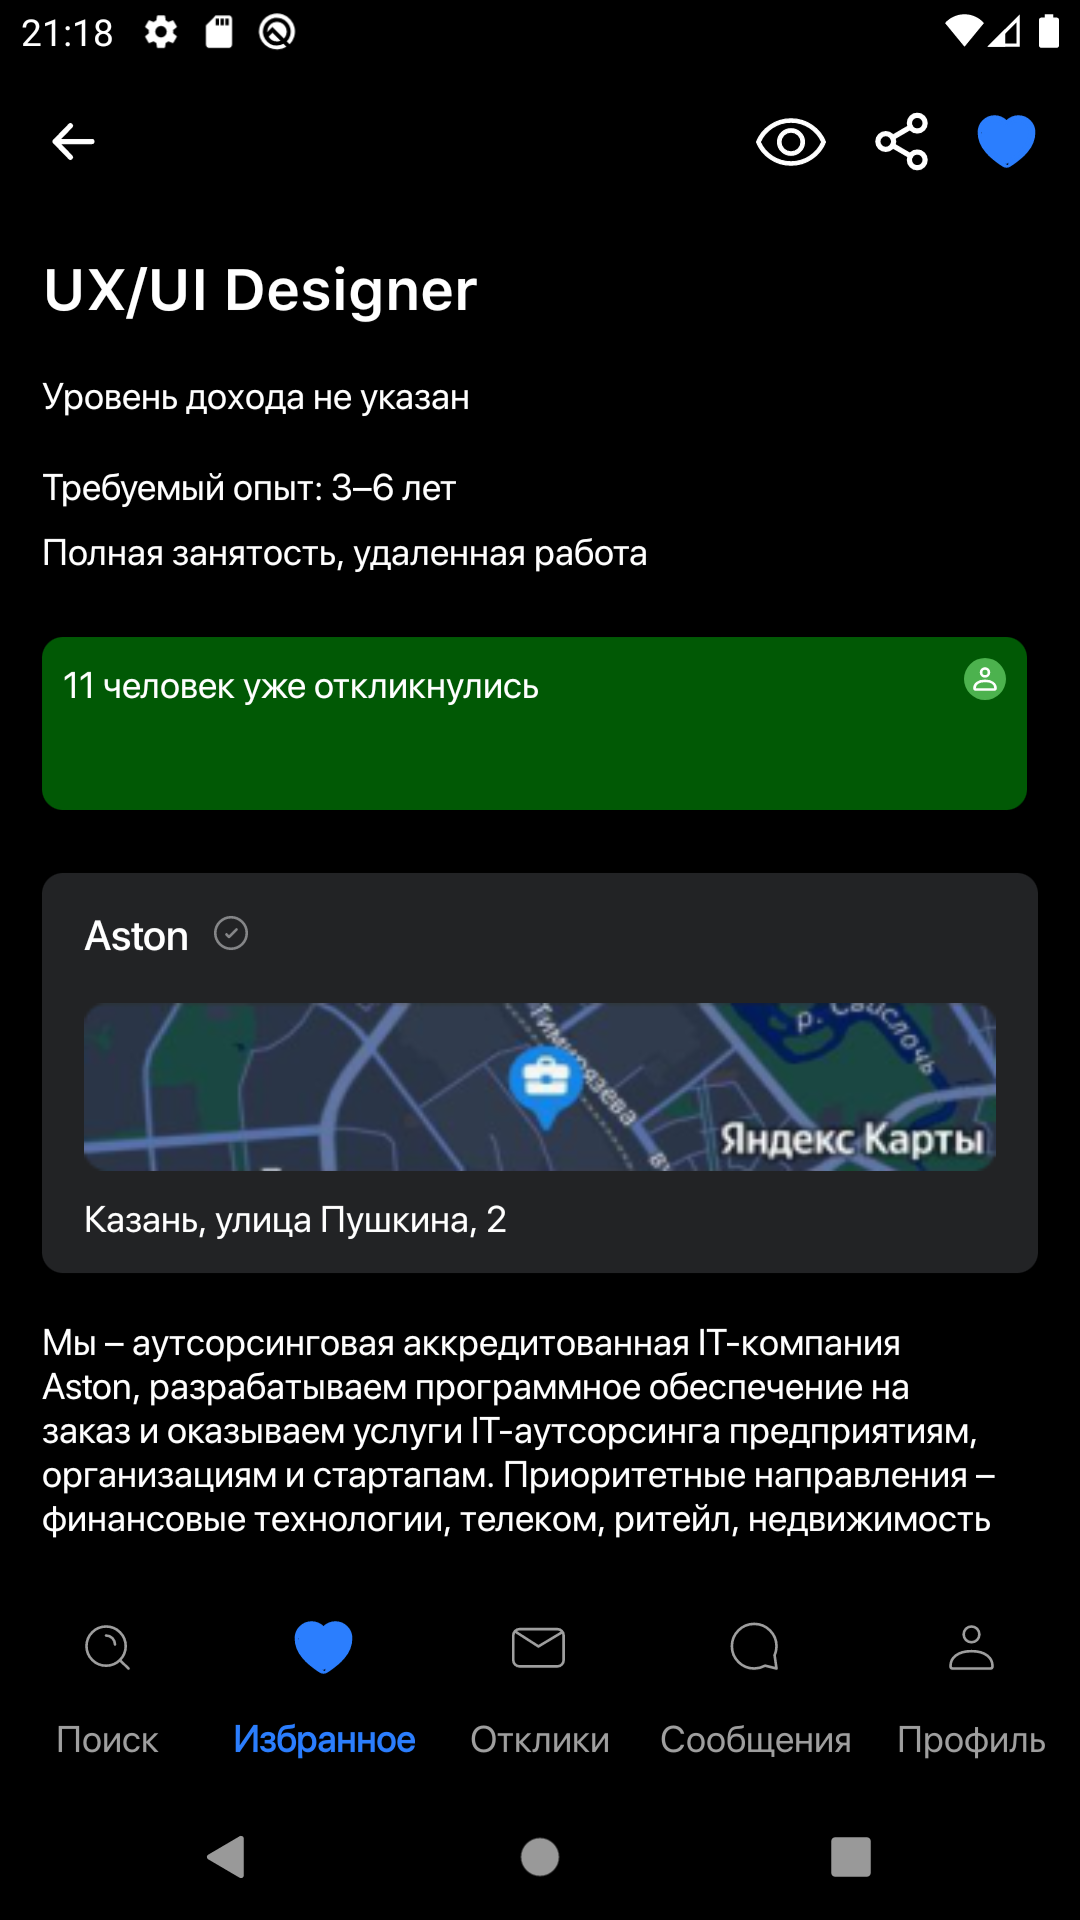 21:18
UX/UI Designer
Уровень дохода не указан
Требуемый опыт: 3–6 лет
Полная занятость, удаленная работа
11 человек уже откликнулись
Aston
Тимирязева
р. Свислочь
Яндекс Карты
Казань, улица Пушкина, 2
Мы – аутсорсинговая аккредитованная IT-компания
Aston, разрабатываем программное обеспечение на
заказ и оказываем услуги IT-аутсорсинга предприятиям,
организациям и стартапам. Приоритетные направления –
финансовые технологии, телеком, ритейл, недвижимость
Поиск
Избранное
Отклики
Сообщения
Профиль